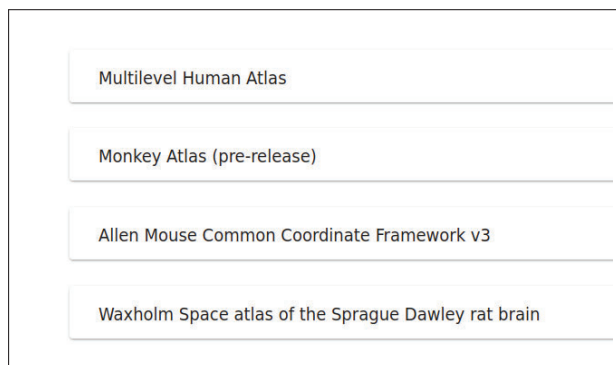 Multilevel Human Atlas
Monkey Atlas (pre-release)
Allen Mouse Common Coordinate Framework v3
Waxholm Space atlas of the Sprague Dawley rat brain